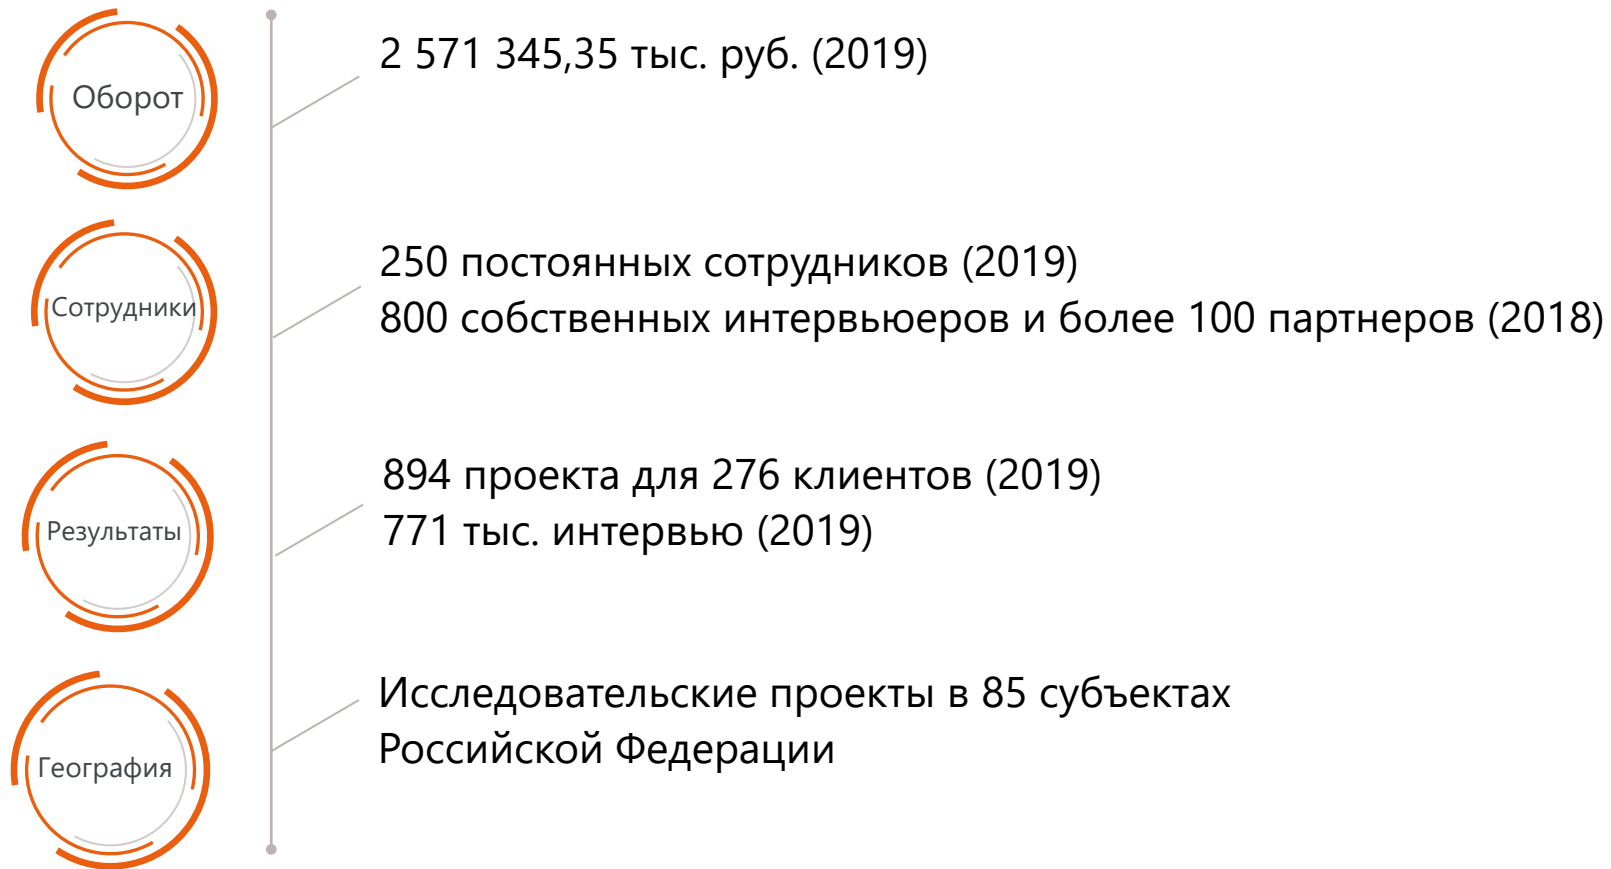 Оборот
2 571 345,35 тыс. руб. (2019)
Сотрудники
250 постоянных сотрудников (2019)
800 собственных интервьюеров и более 100 партнеров (2018)
Результаты
894 проекта для 276 клиентов (2019)
771 тыс. интервью (2019)
География
Исследовательские проекты в 85 субъектах
Российской Федерации